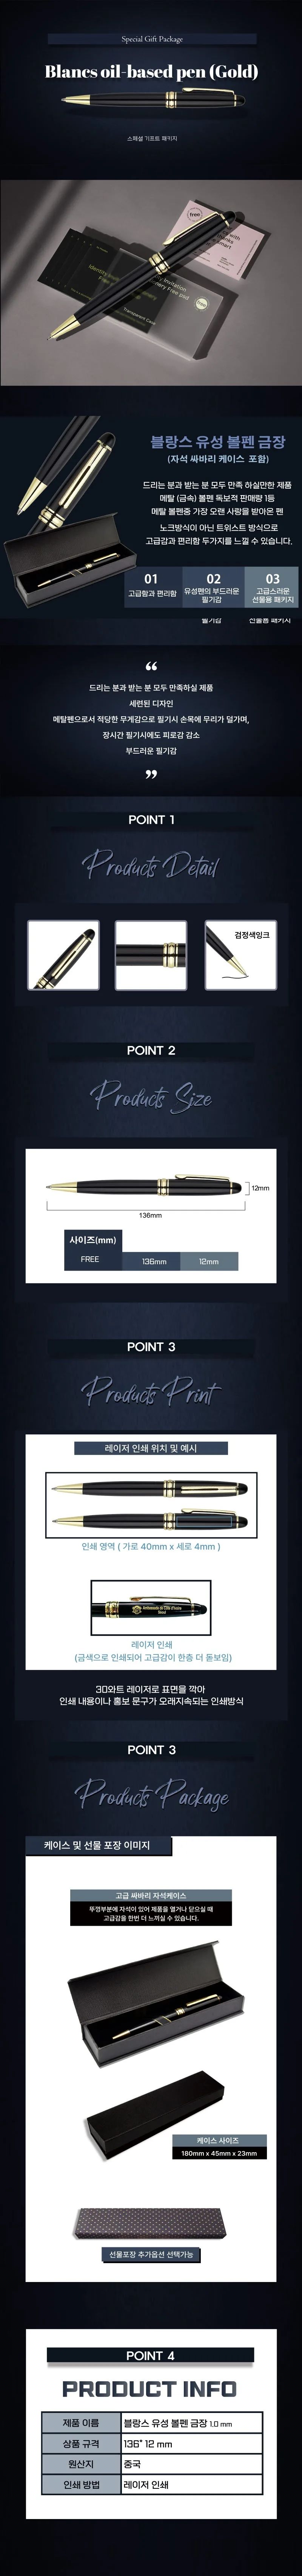 Special Gift Package
Blancs oil-based pen (Gold)
스페셜 기프트 패키지
free
with
thanks
smart
Identity
Invitation
Free psd
Transparent Case
블랑스 유성 볼펜 금장
(자석 싸바리 케이스 포함)
드리는 분과 받는 분 모두 만족 하실만한 제품
메탈 (금속) 볼펜 독보적 판매량 1등
메탈 볼펜중 가장 오랜 사랑을 받아온 펜
노크방식이 아닌 트위스트 방식으로
고급감과 편리함 두가지를 느낄 수 있습니다.
01
고급함과 편리함
02
유성펜의 부드러운
필기감
03
고급스러운
선물용 패키지
필기감
선물용 패키지
“
드리는 분과 받는 분 모두 만족하실 제품
세련된 디자인
메탈펜으로서 적당한 무게감으로 필기시 손목에 무리가 덜가며,
장시간 필기시에도 피로감 감소
부드러운 필기감
”
POINT 1
Products Detail
검정색잉크
POINT 2
Products Size
12mm
136mm
사이즈(mm)
FREE 136mm 12mm
POINT 3
Products Print
레이저 인쇄 위치 및 예시
인쇄 영역 ( 가로 40mm x 세로 4mm )
레이저 인쇄
(금색으로 인쇄되어 고급감이 한층 더 돋보임)
30와트 레이저로 표면을 깍아
인쇄 내용이나 홍보 문구가 오래지속되는 인쇄방식
POINT 3
Products Package
케이스 및 선물 포장 이미지
고급 싸바리 자석케이스
뚜껑부분에 자석이 있어 제품을 열거나 닫으실 때
고급감을 한번 더 느끼실 수 있습니다.
케이스 사이즈
180mm x 45mm x 23mm
선물포장 추가옵션 선택가능
POINT 4
PRODUCT INFO
제품 이름 블랑스 유성 볼펜 금장 1.0 mm
상품 규격 136* 12 mm
원산지 중국
인쇄 방법 레이저 인쇄